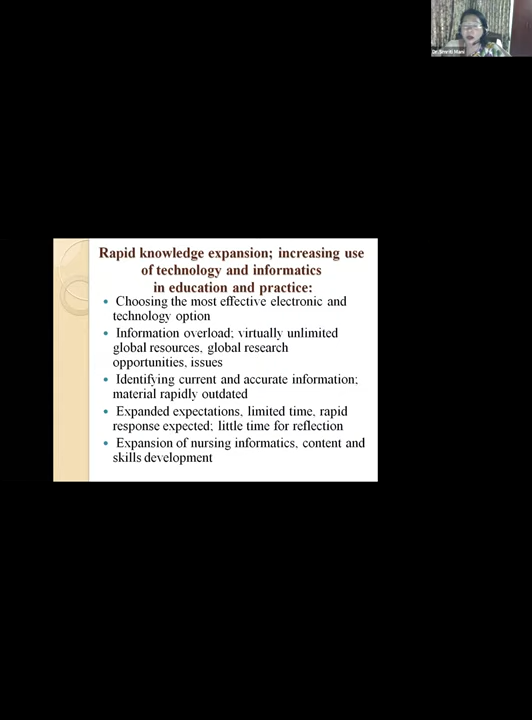 Rapid knowledge expansion; increasing use
of technology and informatics
in education and practice:
• Choosing the most effective electronic and
technology option
• Information overload; virtually unlimited
global resources, global research
opportunities, issues
• Identifying current and accurate information;
material rapidly outdated
• Expanded expectations, limited time, rapid
response expected; little time for reflection
• Expansion of nursing informatics, content and
skills development